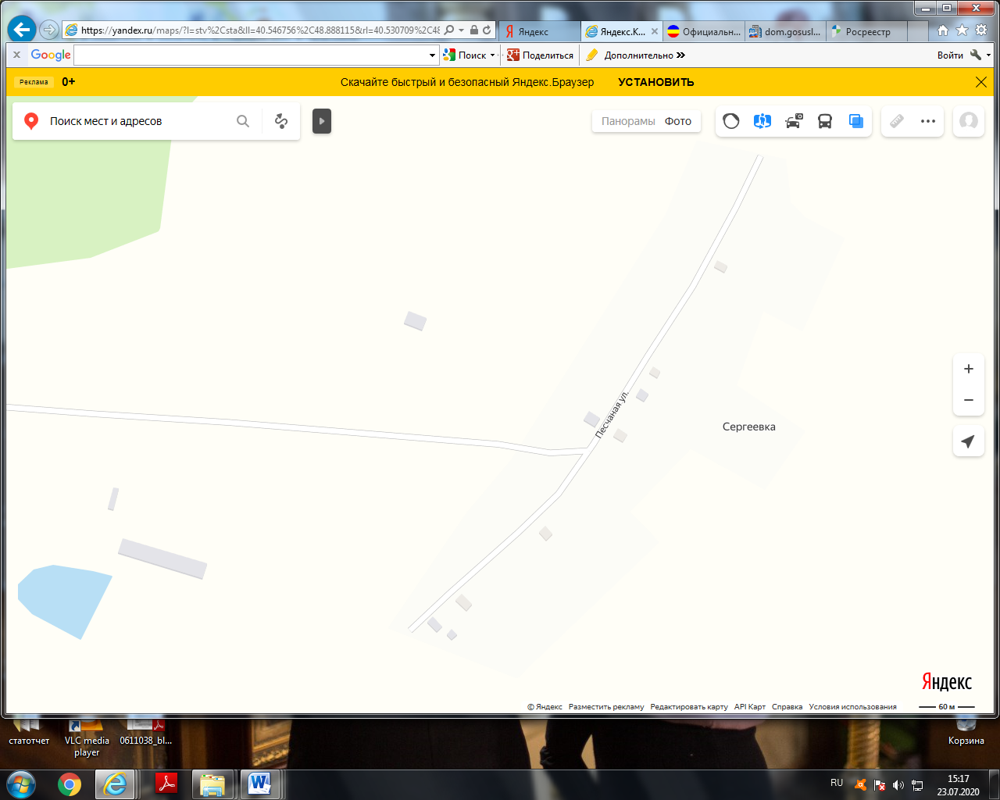 https://yandex.ru/maps/?l=stv%2Csta&ll=40.546756%2C48.888115&rl=40.530709%2C48
Яндекс
Яндекс.К...
Официальн...
dom.gosusl...
Росреестр
Google
Поиск
Поделиться
Дополнительно
Войти
Реклама
0+
Скачайте быстрый и безопасный Яндекс.Браузер
УСТАНОВИТЬ
Поиск мест и адресов
Панорамы Фото
Песчаная ул.
Сергеевка
Яндекс
© Яндекс Разместить рекламу Редактировать карту API Карт Справка Условия использования
60 м
статотчет
VLC media
player
0611038_bl...
Корзина
RU
15:17
23.07.2020